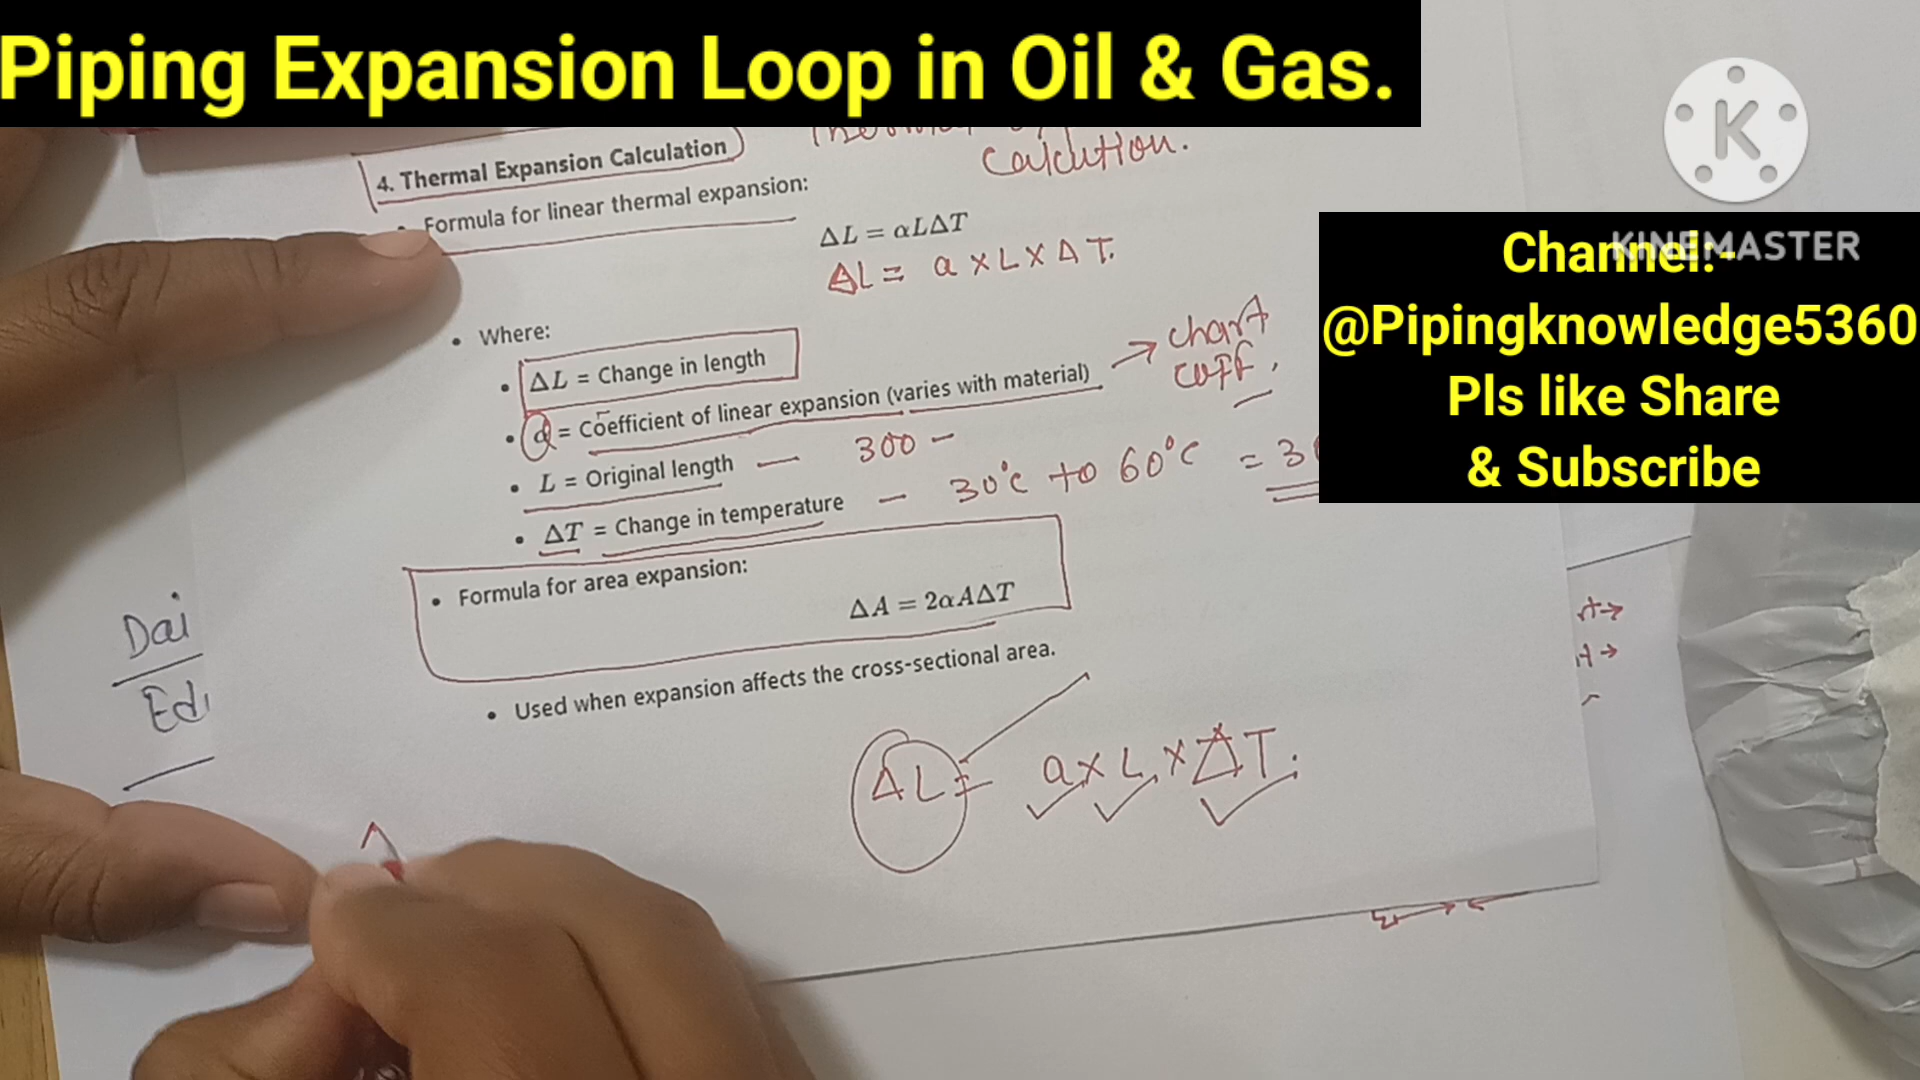 Piping Expansion Loop in Oil & Gas.
K
KINEMASTER
Channel:-
@Pipingknowledge5360
Pls like Share
& Subscribe
Calcution.
4. Thermal Expansion Calculation
• Formula for linear thermal expansion:
ΔL = αLΔT
ΔL = a × L × ΔT.
• Where:
• ΔL = Change in length
• α = Coefficient of linear expansion (varies with material) → chart
coff.
• L = Original length — 300 –
• ΔT = Change in temperature – 30°C to 60°C =
• Formula for area expansion:
ΔA = 2αAΔT
• Used when expansion affects the cross-sectional area.
ΔL = a × L × ΔT.
Dai
Edi